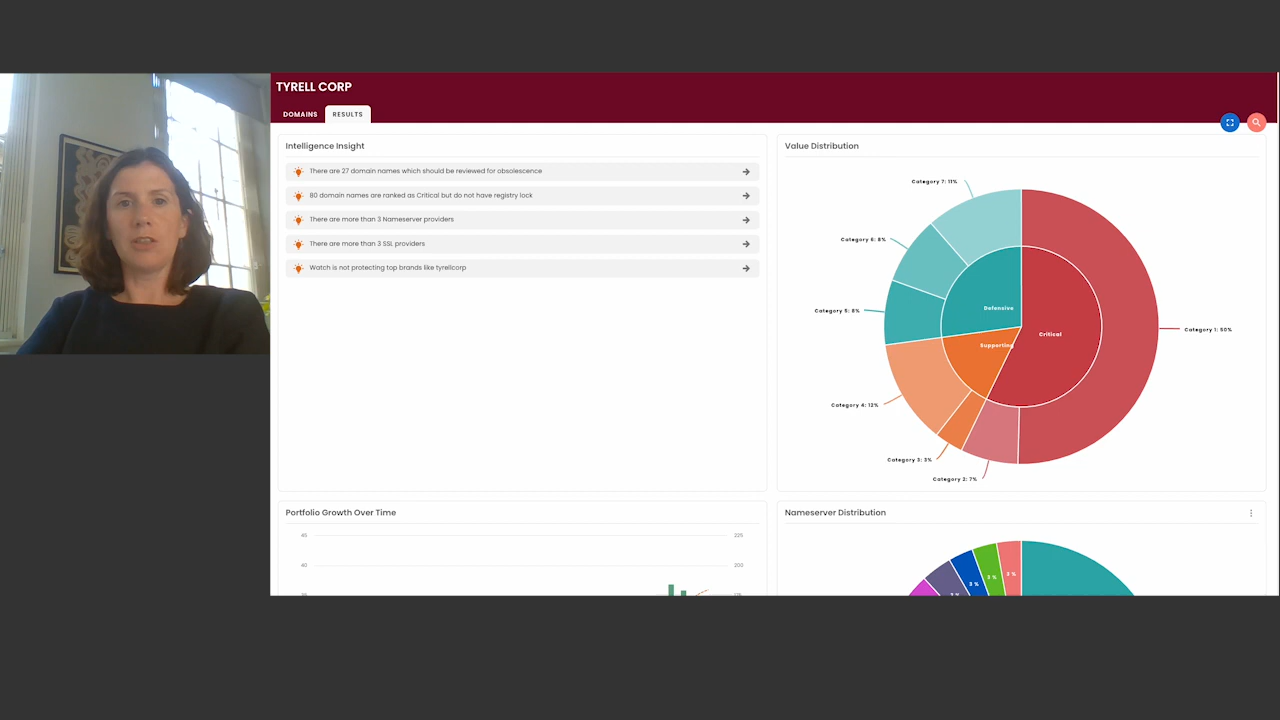 TYRELL CORP
DOMAINS
RESULTS
Intelligence Insight
There are 27 domain names which should be reviewed for obsolescence
80 domain names are ranked as Critical but do not have registry lock
There are more than 3 Nameserver providers
There are more than 3 SSL providers
Watch is not protecting top brands like tyrellcorp
Value Distribution
Category 7: 11%
Category 6: 8%
Category 5: 8%
Category 4: 12%
Category 3: 3%
Category 2: 7%
Category 1: 50%
Defensive
Supporting
Critical
Portfolio Growth Over Time
45
225
40
200
Nameserver Distribution
3 %
3 %
3 %